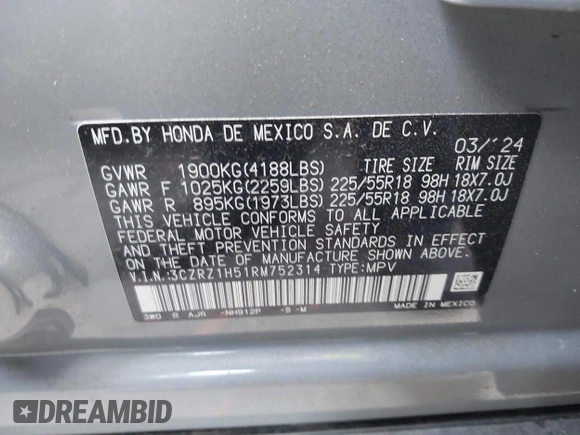 MFD.BY HONDA DE MEXICO S.A. DE C.V.
03/'24
GVWR 1900KG(4188LBS) TIRE SIZE RIM SIZE
GAWR F 1025KG(2259LBS) 225/55R18 98H 18X7.0J
GAWR R 895KG(1973LBS) 225/55R18 98H 18X7.0J
THIS VEHICLE CONFORMS TO ALL APPLICABLE
FEDERAL MOTOR VEHICLE SAFETY, BUMPER, AND
THEFT PREVENTION STANDARDS IN EFFECT ON
THE DATE OF MANUFACTURE SHOWN ABOVE.
V.I.N.:3CZRZ1H51RM752314 TYPE:MPV
3W0 B AJR -NH912P -S -M
MADE IN MEXICO
DREAMBID